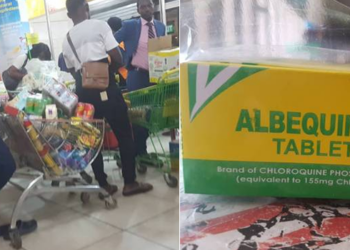 ALBEQUI
TABLET
Brand of CHLOROQUINE PHO
(equivalent to 155mg Ch